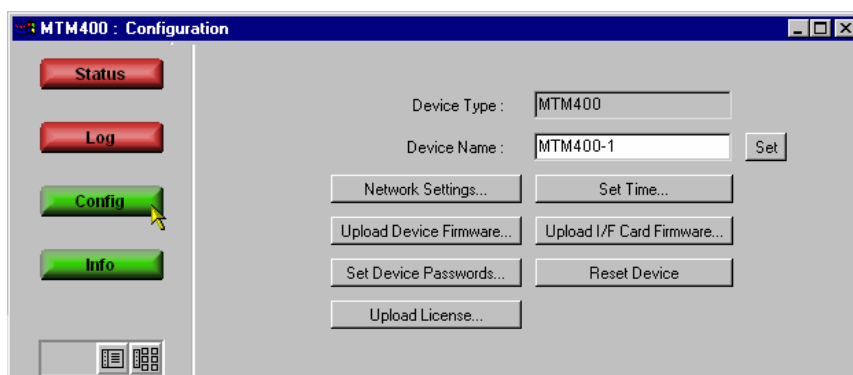 MTM400 : Configuration
Status
Log
Config
Info
Device Type :
MTM400
Device Name :
MTM400-1
Set
Network Settings...
Set Time...
Upload Device Firmware...
Upload I/F Card Firmware...
Set Device Passwords...
Reset Device
Upload License...